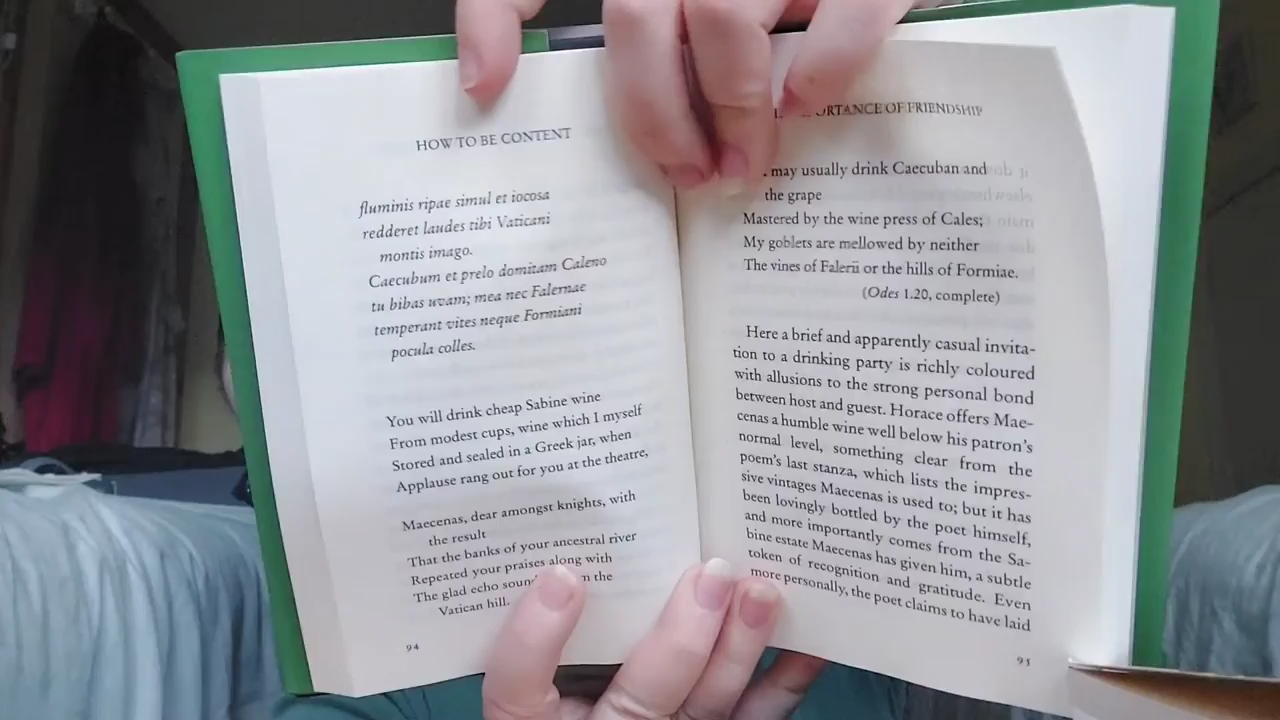 HOW TO BE CONTENT
fluminis ripae simul et iocosa
redderet laudes tibi Vaticani
montis imago.
Caecubum et prelo domitam Caleno
tu bibas uvam; mea nec Falernae
temperant vites neque Formiani
pocula colles.
You will drink cheap Sabine wine
From modest cups, wine which I myself
Stored and sealed in a Greek jar, when
Applause rang out for you at the theatre,
Maecenas, dear amongst knights, with
the result
That the banks of your ancestral river
Repeated your praises along with
The glad echo the
Vatican hill.
94
OF FRIENDSHIP
may usually drink Caecuban and
the grape
Mastered by the wine press of Cales;
My goblets are mellowed by neither
The vines of Falerii or the hills of Formiae.
(Odes 1.20, complete)
Here a brief and apparently casual invita-
tion to a drinking party is richly coloured
with allusions to the strong personal bond
between host and guest. Horace offers Mae-
cenas a humble wine well below his patron's
normal level, something clear from the
poem's last stanza, which lists the impres-
sive vintages Maecenas is used to; but it has
been lovingly bottled by the poet himself,
and more importantly comes from the Sa-
bine estate Maecenas has given him, a subtle
token of recognition and gratitude. Even
more personally, the poet claims to have laid
95